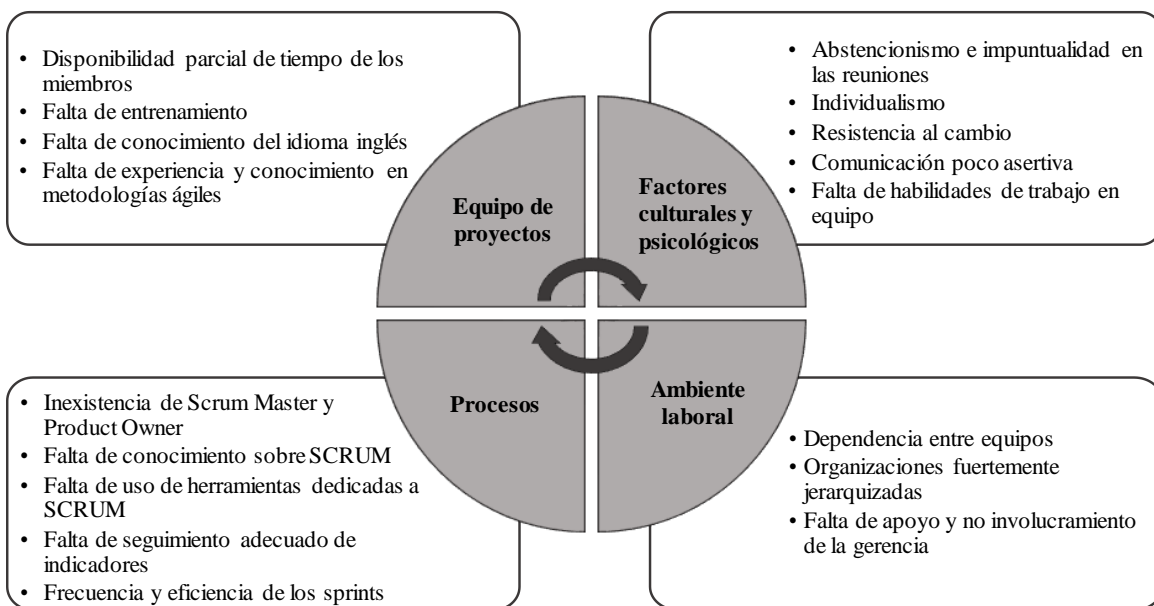 • Disponibilidad parcial de tiempo de los
miembros
• Falta de entrenamiento
• Falta de conocimiento del idioma inglés
• Falta de experiencia y conocimiento en
metodologías ágiles
• Abstencionismo e impuntualidad en
las reuniones
• Individualismo
• Resistencia al cambio
• Comunicación poco asertiva
• Falta de habilidades de trabajo en
equipo
Equipo de
proyectos
Factores
culturales y
psicológicos
Procesos
Ambiente
laboral
• Inexistencia de Scrum Master y
Product Owner
• Falta de conocimiento sobre SCRUM
• Falta de uso de herramientas dedicadas a
SCRUM
• Falta de seguimiento adecuado de
indicadores
• Frecuencia y eficiencia de los sprints
• Dependencia entre equipos
• Organizaciones fuertemente
jerarquizadas
• Falta de apoyo y no involucramiento
de la gerencia